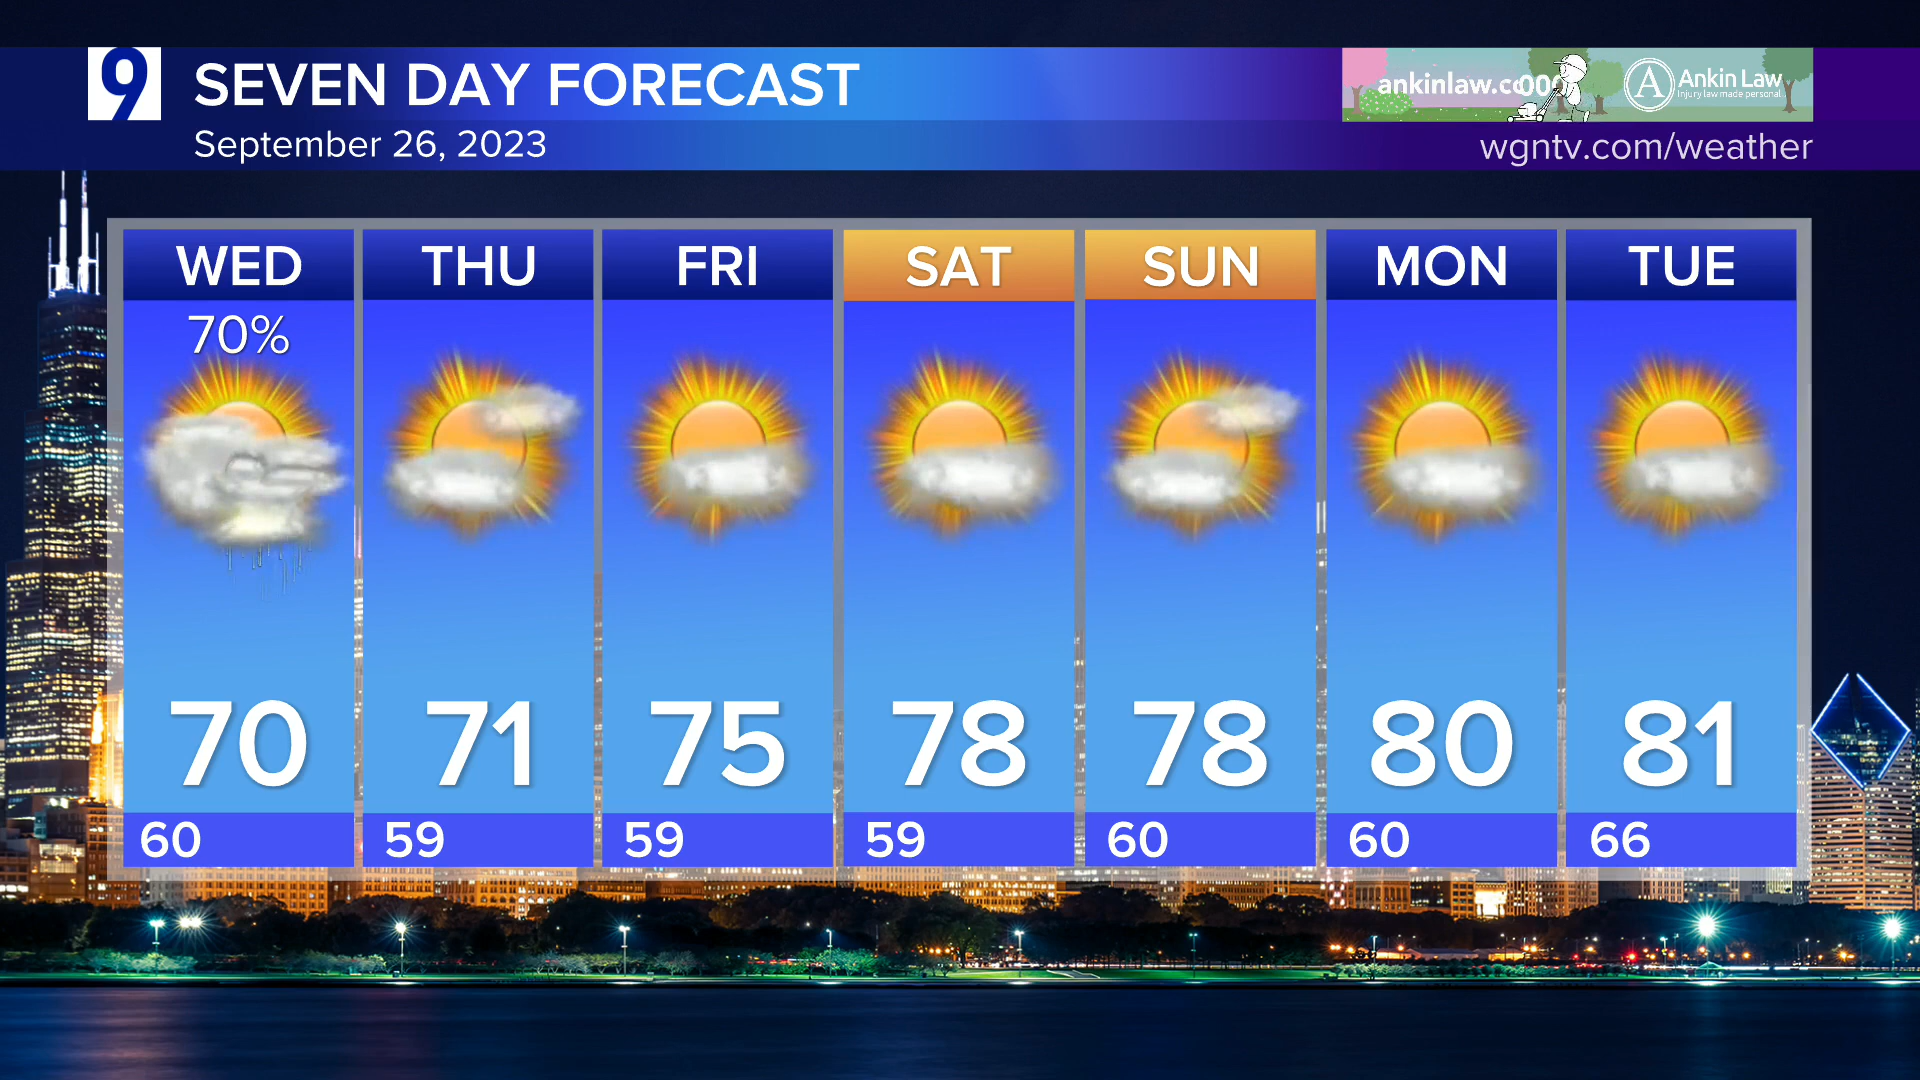 9
SEVEN DAY FORECAST
September 26, 2023
Ankin Law
Injury law made personal
wgntv.com/weather
WED THU FRI SAT SUN MON TUE
70%
70 71 75 78 78 80 81
60 59 59 59 60 60 66